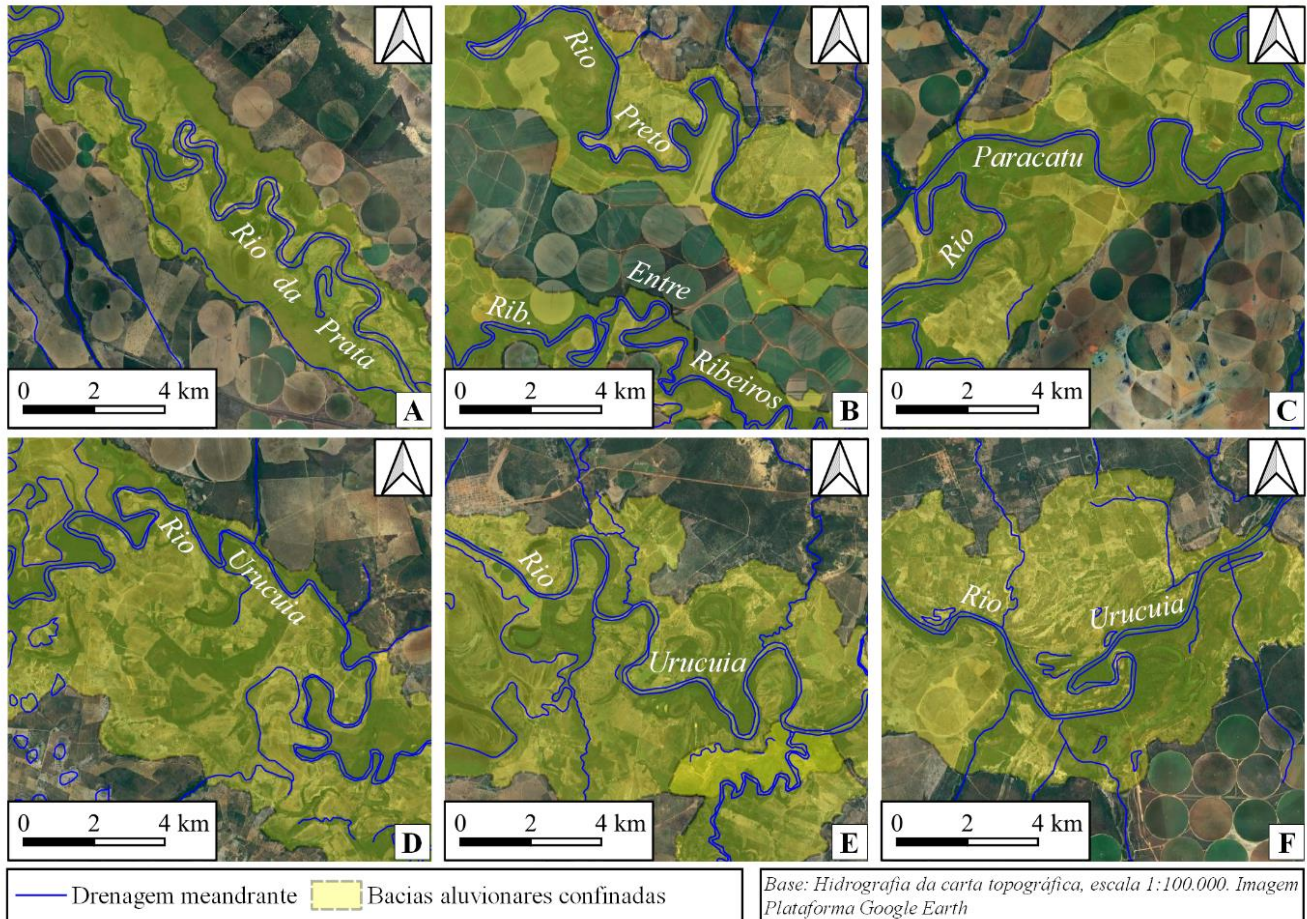 Rio
da
Prata
0 2 4 km
A
Rio
Preto
Entre
Rib.
Ribeiros
0 2 4 km
B
Paracatu
Rio
0 2 4 km
C
Rio
Urucuia
0 2 4 km
D
Rio
Urucuia
0 2 4 km
E
Rio
Urucuia
0 2 4 km
F
Drenagem meandrante
Bacias aluvionares confinadas
Base: Hidrografia da carta topográfica, escala 1:100.000. Imagem
Plataforma Google Earth